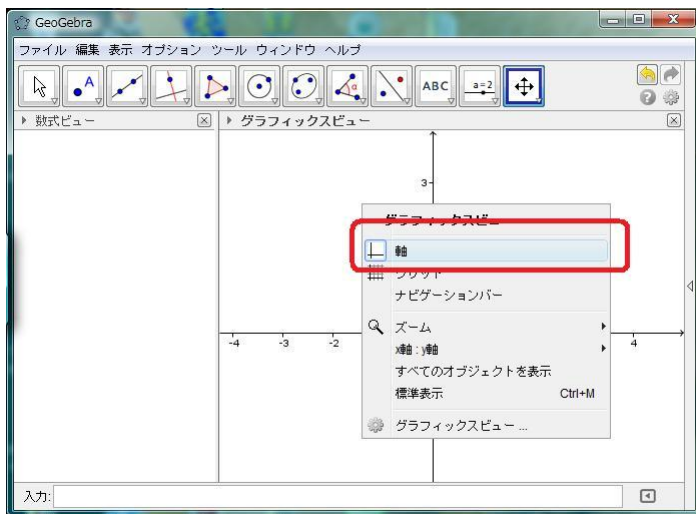 GeoGebra
ファイル 編集 表示 オプション ツール ウィンドウ ヘルプ
A α ABC a=2
数式ビュー グラフィックスビュー
3
グラフィックスビュー
軸
グリッド
ナビゲーションバー
-4 -3 -2 4
ズーム
x軸 : y軸
すべてのオブジェクトを表示
標準表示 Ctrl+M
グラフィックスビュー ...
入力: